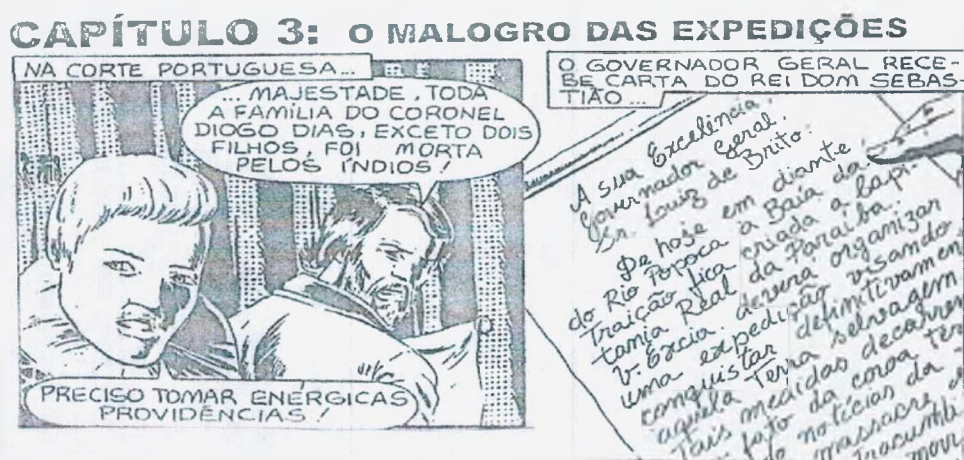 CAPÍTULO 3: O MALOGRO DAS EXPEDIÇÕES
NA CORTE PORTUGUESA...
... MAJESTADE, TODA
A FAMÍLIA DO CORONEL
DIOGO DIAS, EXCETO DOIS
FILHOS, FOI MORTA
PELOS ÍNDIOS!
PRECISO TOMAR ENÉRGICAS
PROVIDÊNCIAS!
O GOVERNADOR GERAL RECE-
BE CARTA DO REI DOM SEBAS-
TIÃO...
A sua Excelência,
Governador Geral.
Sr. Louiz de Brito:
De hoje em diante
do Rio Popoca a Baia da
Traição fica criada a Capi-
tania Real da Paraíba.
V. Excia. deverá organizar
uma expedição visando
conquistar definitivamen
aquela Terra selvagem
Tais medidas decorrem
fato da coroa ter
notícias da
massacre
Tracunha